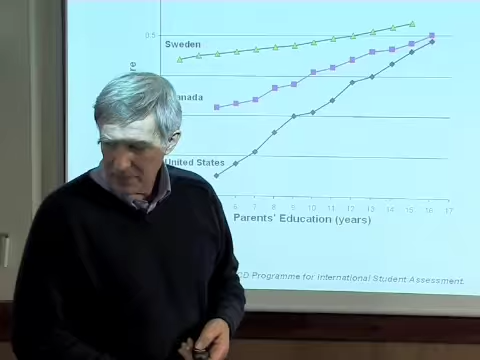 0.5
Sweden
anada
United States
6 7 8 9 10 11 12 13 14 15 16 17
Parents' Education (years)
CD Programme for International Student Assessment.